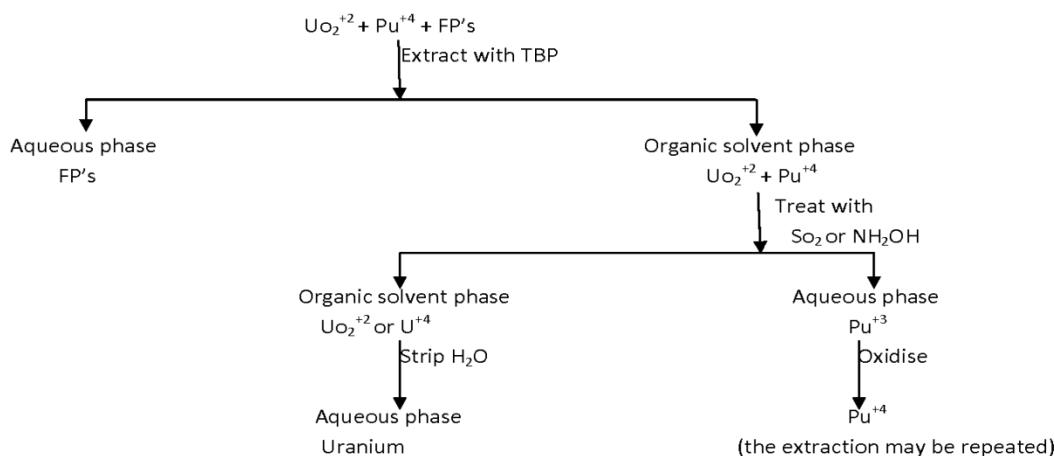 Uo₂⁺² + Pu⁺⁴ + FP’s
Extract with TBP
Aqueous phase
FP’s
Organic solvent phase
Uo₂⁺² + Pu⁺⁴
Treat with
So₂ or NH₂OH
Organic solvent phase
Uo₂⁺² or U⁺⁴
Strip H₂O
Aqueous phase
Uranium
Aqueous phase
Pu⁺³
Oxidise
Pu⁺⁴
(the extraction may be repeated)